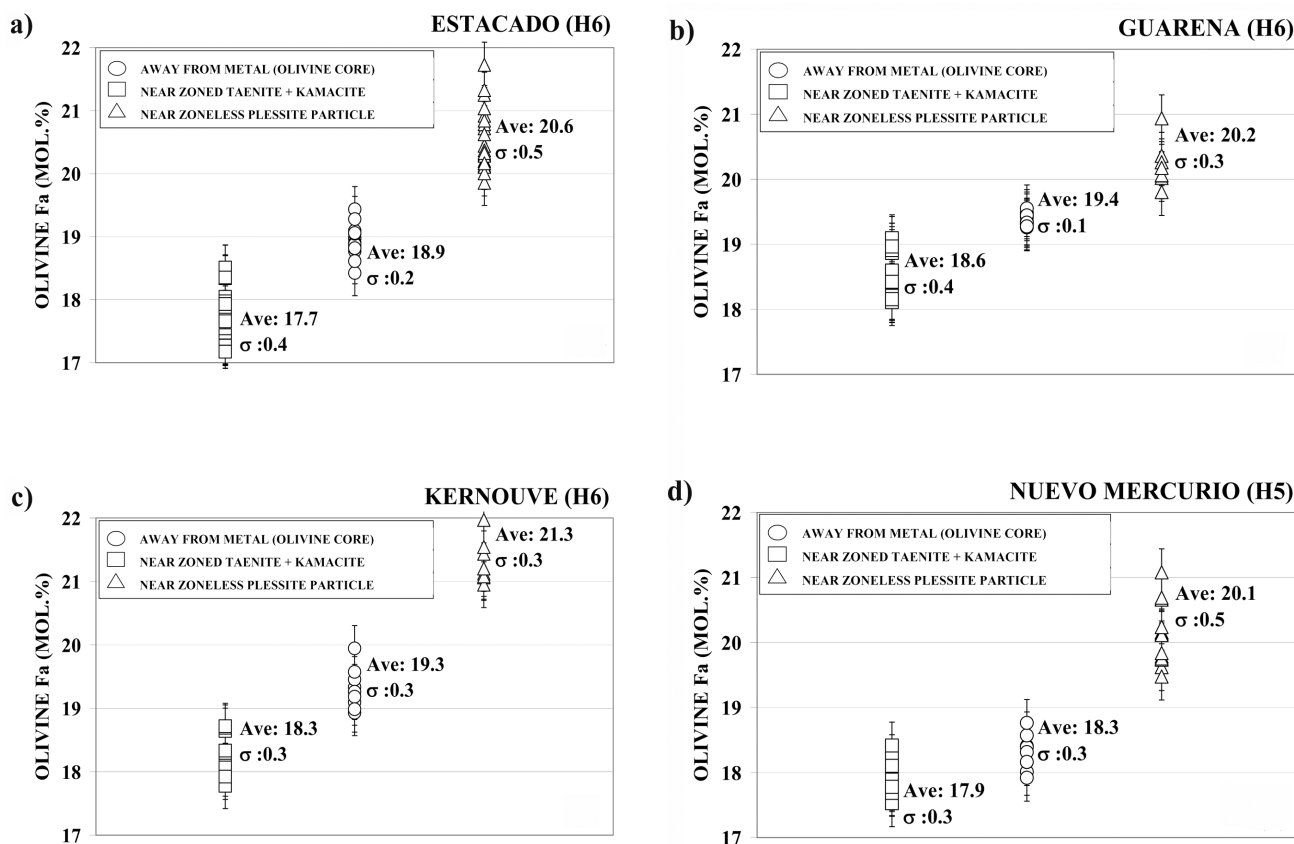 a)
ESTACADO (H6)
OLIVINE Fa (MOL.%)
22
21
20
19
18
17
AWAY FROM METAL (OLIVINE CORE)
NEAR ZONED TAENITE + KAMACITE
NEAR ZONELESS PLESSITE PARTICLE
Ave: 20.6
σ :0.5
Ave: 18.9
σ :0.2
Ave: 17.7
σ :0.4
b)
GUARENA (H6)
OLIVINE Fa (MOL.%)
22
21
20
19
18
17
AWAY FROM METAL (OLIVINE CORE)
NEAR ZONED TAENITE + KAMACITE
NEAR ZONELESS PLESSITE PARTICLE
Ave: 20.2
σ :0.3
Ave: 19.4
σ :0.1
Ave: 18.6
σ :0.4
c)
KERNOUVE (H6)
OLIVINE Fa (MOL.%)
22
21
20
19
18
17
AWAY FROM METAL (OLIVINE CORE)
NEAR ZONED TAENITE + KAMACITE
NEAR ZONELESS PLESSITE PARTICLE
Ave: 21.3
σ :0.3
Ave: 19.3
σ :0.3
Ave: 18.3
σ :0.3
d)
NUEVO MERCURIO (H5)
OLIVINE Fa (MOL.%)
22
21
20
19
18
17
AWAY FROM METAL (OLIVINE CORE)
NEAR ZONED TAENITE + KAMACITE
NEAR ZONELESS PLESSITE PARTICLE
Ave: 20.1
σ :0.5
Ave: 18.3
σ :0.3
Ave: 17.9
σ :0.3